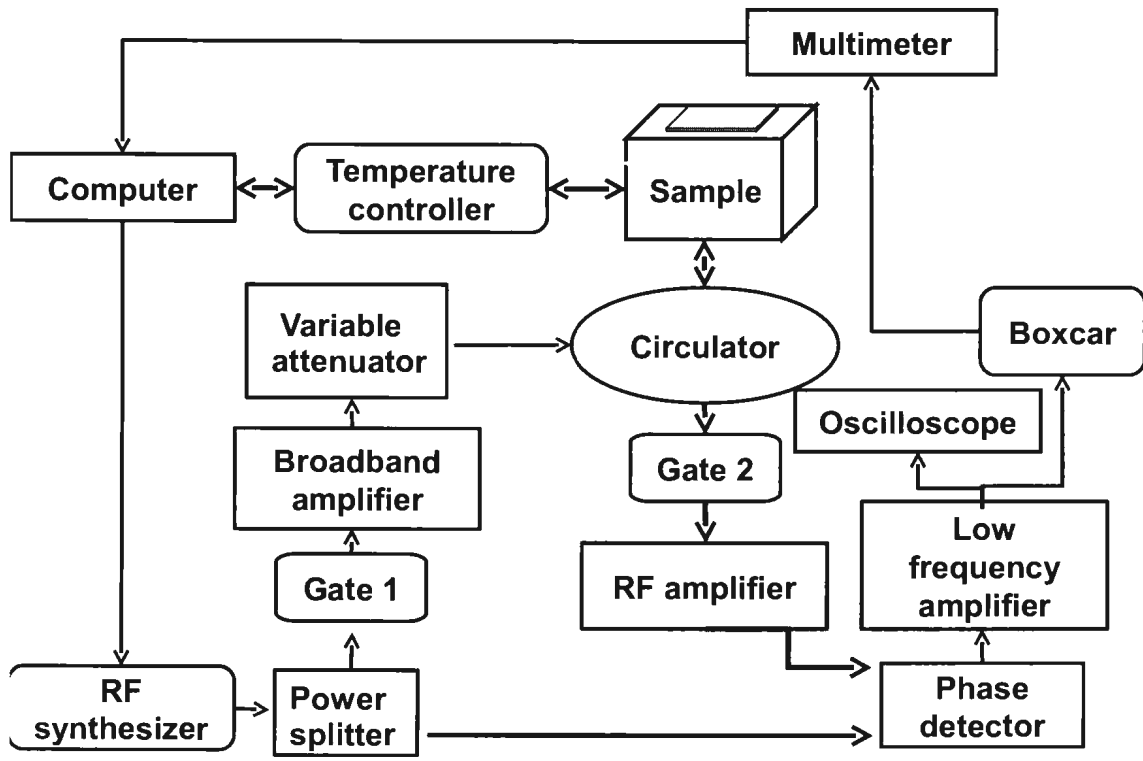 Multimeter
Computer
Temperature
controller
Sample
Variable
attenuator
Circulator
Boxcar
Oscilloscope
Broadband
amplifier
Gate 2
Low
frequency
amplifier
Gate 1
RF amplifier
RF
synthesizer
Power
splitter
Phase
detector